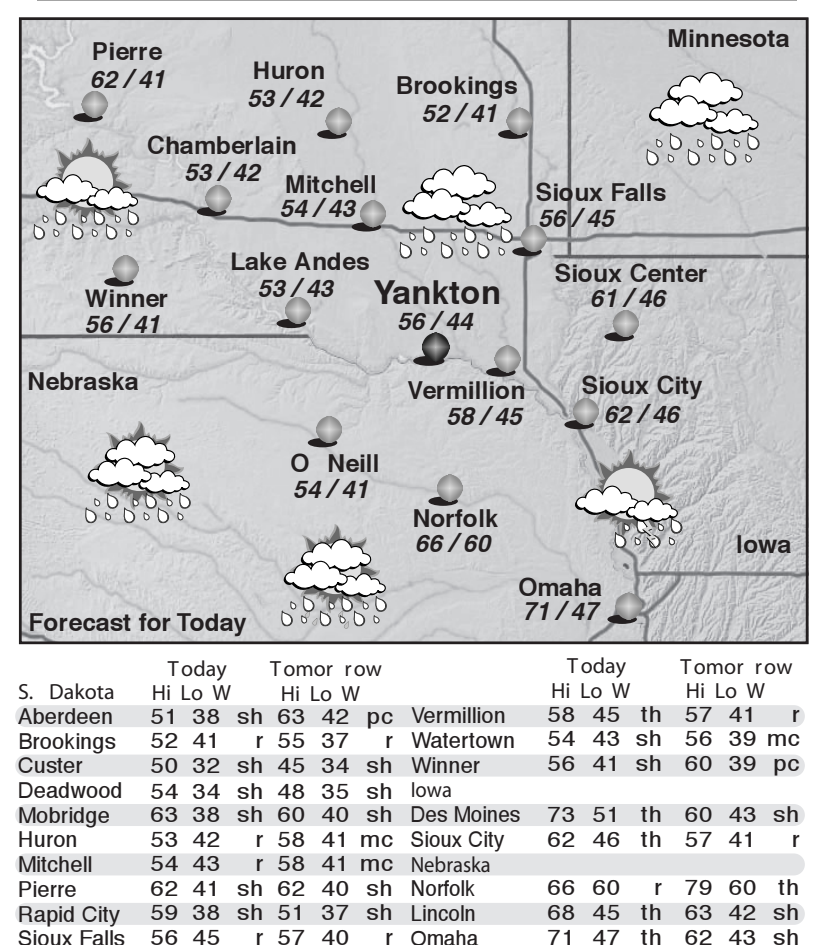 Minnesota
Pierre
62 / 41
Huron
53 / 42
Brookings
52 / 41
Chamberlain
53 / 42
Mitchell
54 / 43
Sioux Falls
56 / 45
Lake Andes
53 / 43
Winner
56 / 41
Yankton
56 / 44
Sioux Center
61 / 46
Nebraska
Vermillion
58 / 45
Sioux City
62 / 46
O Neill
54 / 41
Norfolk
66 / 60
Iowa
Omaha
71 / 47
Forecast for Today
Today Tomor row
S. Dakota Hi Lo W Hi Lo W
Aberdeen 51 38 sh 63 42 pc
Brookings 52 41 r 55 37 r
Custer 50 32 sh 45 34 sh
Deadwood 54 34 sh 48 35 sh
Mobridge 63 38 sh 60 40 sh
Huron 53 42 r 58 41 mc
Mitchell 54 43 r 58 41 mc
Pierre 62 41 sh 62 40 sh
Rapid City 59 38 sh 51 37 sh
Sioux Falls 56 45 r 57 40 r
Today Tomor row
Hi Lo W Hi Lo W
Vermillion 58 45 th 57 41 r
Watertown 54 43 sh 56 39 mc
Winner 56 41 sh 60 39 pc
Iowa
Des Moines 73 51 th 60 43 sh
Sioux City 62 46 th 57 41 r
Nebraska
Norfolk 66 60 r 79 60 th
Lincoln 68 45 th 63 42 sh
Omaha 71 47 th 62 43 sh